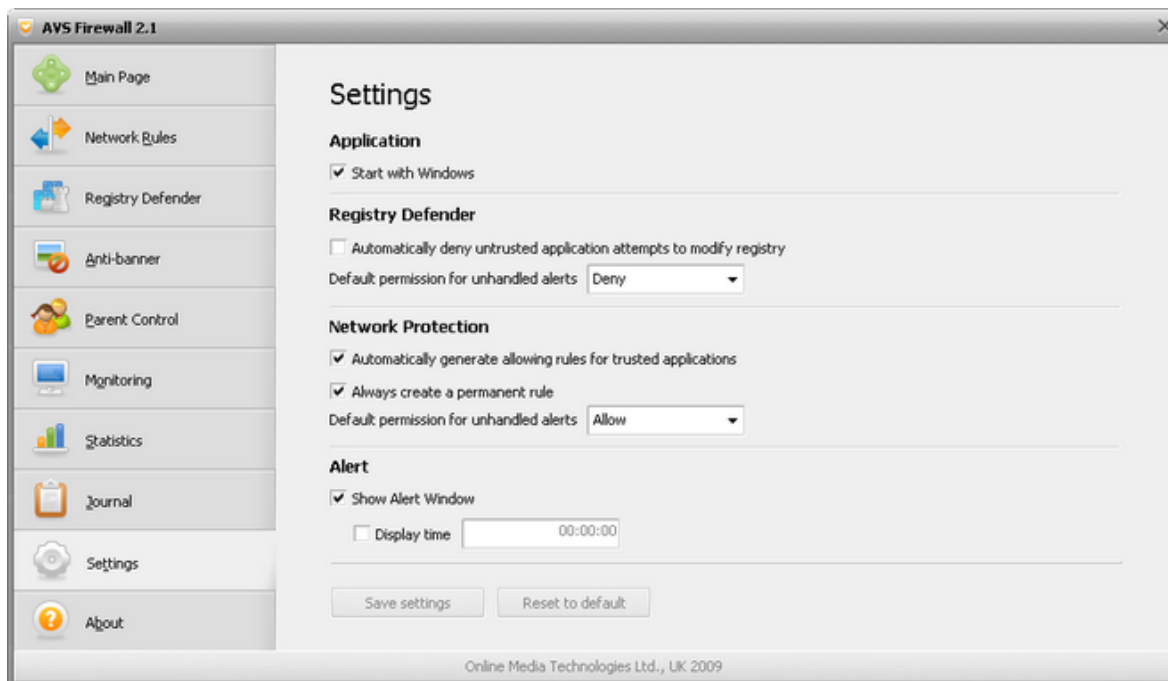 AVS Firewall 2.1
Main Page
Network Rules
Registry Defender
Anti-banner
Parent Control
Monitoring
Statistics
Journal
Settings
About
Settings
Application
Start with Windows
Registry Defender
Automatically deny untrusted application attempts to modify registry
Default permission for unhandled alerts Deny
Network Protection
Automatically generate allowing rules for trusted applications
Always create a permanent rule
Default permission for unhandled alerts Allow
Alert
Show Alert Window
Display time 00:00:00
Save settings Reset to default
Online Media Technologies Ltd., UK 2009